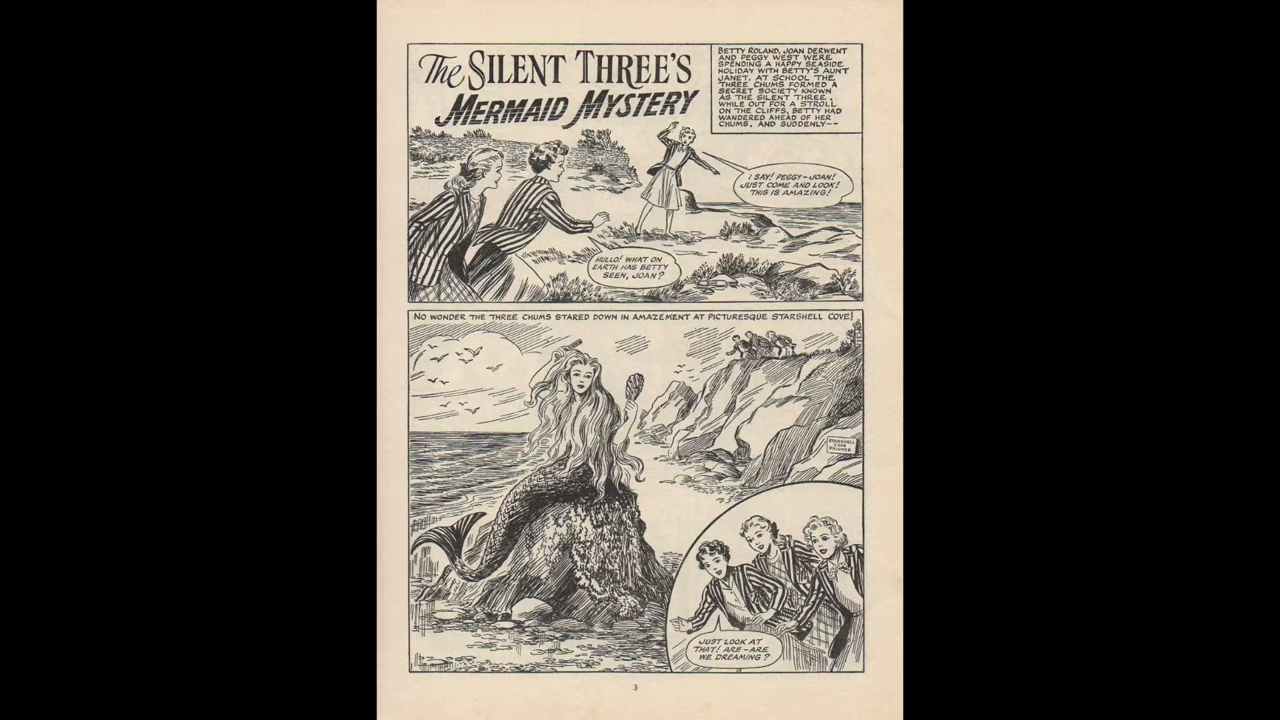 The SILENT THREE'S
MERMAID MYSTERY
BETTY ROLAND, JOAN DERWENT
AND PEGGY WEST WERE
SPENDING A HAPPY SEASIDE
HOLIDAY WITH BETTY'S AUNT
JANET. AT SCHOOL THE
THREE CHUMS FORMED A
SECRET SOCIETY KNOWN
AS THE SILENT THREE.
WHILE OUT FOR A STROLL
ON THE CLIFFS, BETTY HAD
WANDERED AHEAD OF HER
CHUMS. AND SUDDENLY--
I SAY! PEGGY-JOAN!
JUST COME AND LOOK!
THIS IS AMAZING!
HULLO! WHAT ON
EARTH HAS BETTY
SEEN, JOAN?
NO WONDER THE THREE CHUMS STARED DOWN IN AMAZEMENT AT PICTURESQUE STARSHELL COVE!
STARSHELL
COVE
PRIVATE
JUST LOOK AT
THAT! ARE-ARE
WE DREAMING?
3